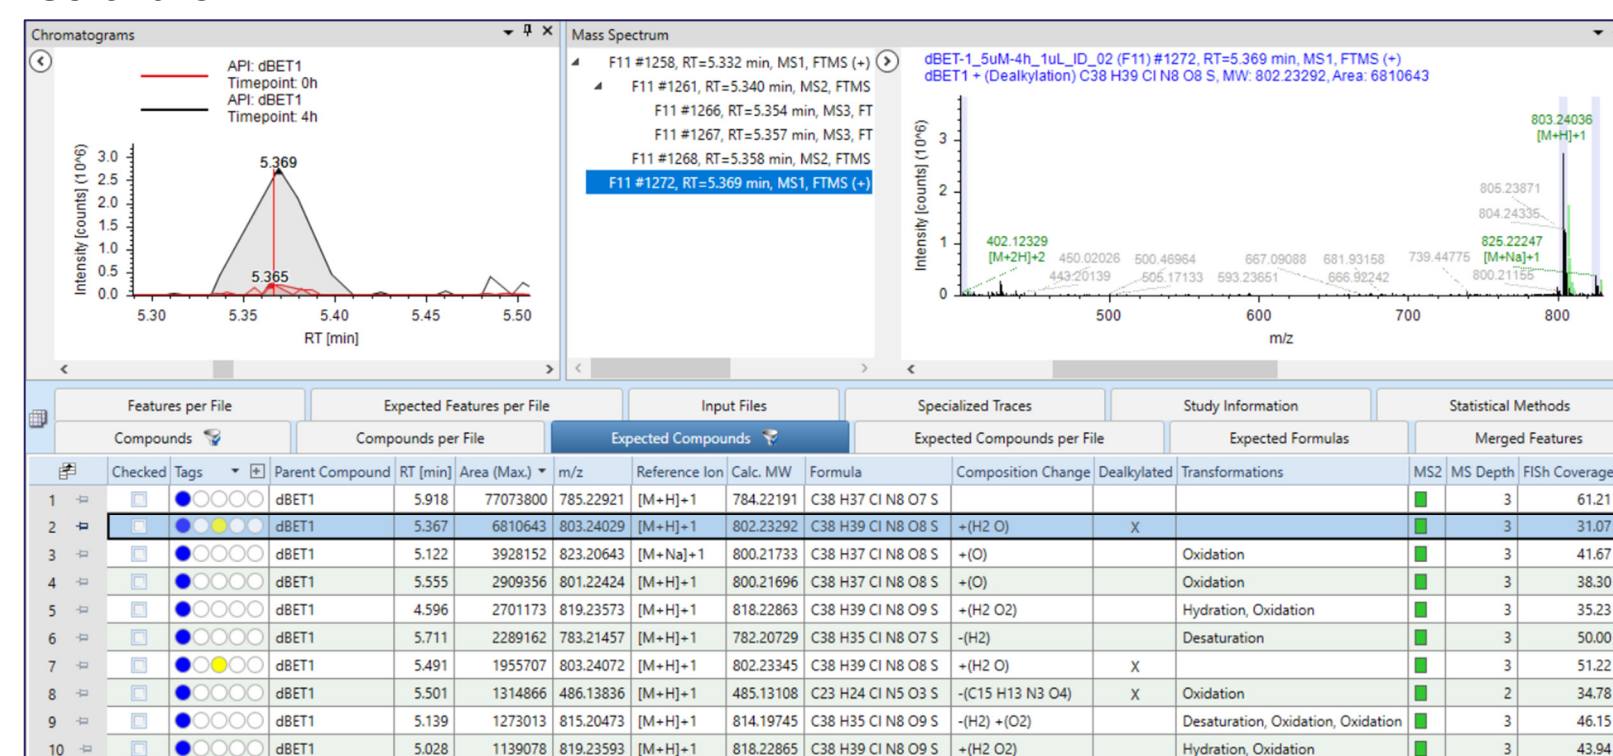 Chromatograms
API: dBET1
Timepoint: 0h
API: dBET1
Timepoint: 4h
5.369
5.365
Intensity [counts] (10^6)
3.0
2.5
2.0
1.5
1.0
0.5
0.0
5.30 5.35 5.40 5.45 5.50
RT [min]
Mass Spectrum
F11 #1258, RT=5.332 min, MS1, FTMS (+)
F11 #1261, RT=5.340 min, MS2, FTMS
F11 #1266, RT=5.354 min, MS3, FT
F11 #1267, RT=5.357 min, MS3, FT
F11 #1268, RT=5.358 min, MS2, FTMS
F11 #1272, RT=5.369 min, MS1, FTMS (+)
dBET-1_5uM-4h_1uL_ID_02 (F11) #1272, RT=5.369 min, MS1, FTMS (+)
dBET1 + (Dealkylation) C38 H39 Cl N8 O8 S, MW: 802.23292, Area: 6810643
Intensity [counts] (10^6)
3
2
1
0
803.24036
[M+H]+1
805.23871
804.24335
402.12329
[M+2H]+2
825.22247
[M+Na]+1
450.02026 500.46964 667.09088 681.93158 739.44775
443.20139 505.17133 593.23651 666.92242 800.21155
500 600 700 800
m/z
Features per File Expected Features per File Input Files Specialized Traces Study Information Statistical Methods
Compounds Compounds per File Expected Compounds Expected Compounds per File Expected Formulas Merged Features
Checked Tags Parent Compound RT [min] Area (Max.) m/z Reference Ion Calc. MW Formula Composition Change Dealkylated Transformations MS2 MS Depth FISh Coverage
1 dBET1 5.918 77073800 785.22921 [M+H]+1 784.22191 C38 H37 Cl N8 O7 S 3 61.21
2 dBET1 5.367 6810643 803.24029 [M+H]+1 802.23292 C38 H39 Cl N8 O8 S +(H2 O) X 3 31.07
3 dBET1 5.122 3928152 823.20643 [M+Na]+1 800.21733 C38 H37 Cl N8 O8 S +(O) Oxidation 3 41.67
4 dBET1 5.555 2909356 801.22424 [M+H]+1 800.21696 C38 H37 Cl N8 O8 S +(O) Oxidation 3 38.30
5 dBET1 4.596 2701173 819.23573 [M+H]+1 818.22863 C38 H39 Cl N8 O9 S +(H2 O2) Hydration, Oxidation 3 35.23
6 dBET1 5.711 2289162 783.21457 [M+H]+1 782.20729 C38 H35 Cl N8 O7 S -(H2) Desaturation 3 50.00
7 dBET1 5.491 1955707 803.24072 [M+H]+1 802.23345 C38 H39 Cl N8 O8 S +(H2 O) X 3 51.22
8 dBET1 5.501 1314866 486.13836 [M+H]+1 485.13108 C23 H24 Cl N5 O3 S -(C15 H13 N3 O4) X Oxidation 2 34.78
9 dBET1 5.139 1273013 815.20473 [M+H]+1 814.19745 C38 H35 Cl N8 O9 S -(H2) +(O2) Desaturation, Oxidation, Oxidation 3 46.15
10 dBET1 5.028 1139078 819.23593 [M+H]+1 818.22865 C38 H39 Cl N8 O9 S +(H2 O2) Hydration, Oxidation 3 43.94